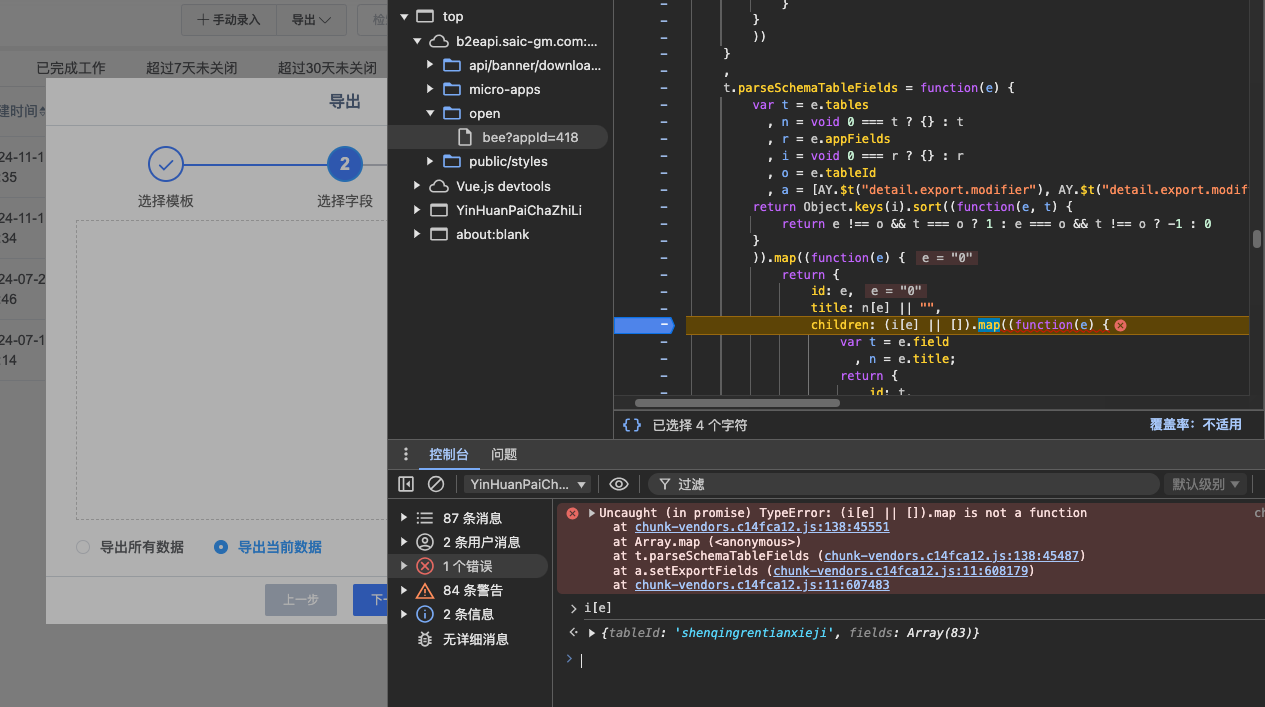 手动录入 导出
已完成工作 超过7天未关闭 超过30天未关闭
导出
建时间
24-11-1
:35
24-11-1
:34
24-07-2
:46
24-07-1
:14
2
选择模板 选择字段
导出所有数据 导出当前数据
上一步
top
b2eapi.saic-gm.com:...
api/banner/downloa...
micro-apps
open
bee?appId=418
public/styles
Vue.js devtools
YinHuanPaiChaZhiLi
about:blank
}
}
))
}
,
t.parseSchemaTableFields = function(e) {
var t = e.tables
, n = void 0 === t ? {} : t
, r = e.appFields
, i = void 0 === r ? {} : r
, o = e.tableId
, a = [AY.$t("detail.export.modifier"), AY.$t("detail.export.modif
return Object.keys(i).sort((function(e, t) {
return e !== o && t === o ? 1 : e === o && t !== o ? -1 : 0
}
)).map((function(e) { e = "0"
return {
id: e, e = "0"
title: n[e] || "",
children: (i[e] || []).map((function(e) {
var t = e.field
, n = e.title;
return {
id: t,
{} 已选择 4 个字符 覆盖率: 不适用
控制台 问题
YinHuanPaiCh... 过滤 默认级别
87 条消息
2 条用户消息
1 个错误
84 条警告
2 条信息
无详细消息
Uncaught (in promise) TypeError: (i[e] || []).map is not a function ch
at chunk-vendors.c14fca12.js:138:45551
at Array.map (<anonymous>)
at t.parseSchemaTableFields (chunk-vendors.c14fca12.js:138:45487)
at a.setExportFields (chunk-vendors.c14fca12.js:11:608179)
at chunk-vendors.c14fca12.js:11:607483
> i[e]
{tableId: 'shenqingrentianxieji', fields: Array(83)}
>